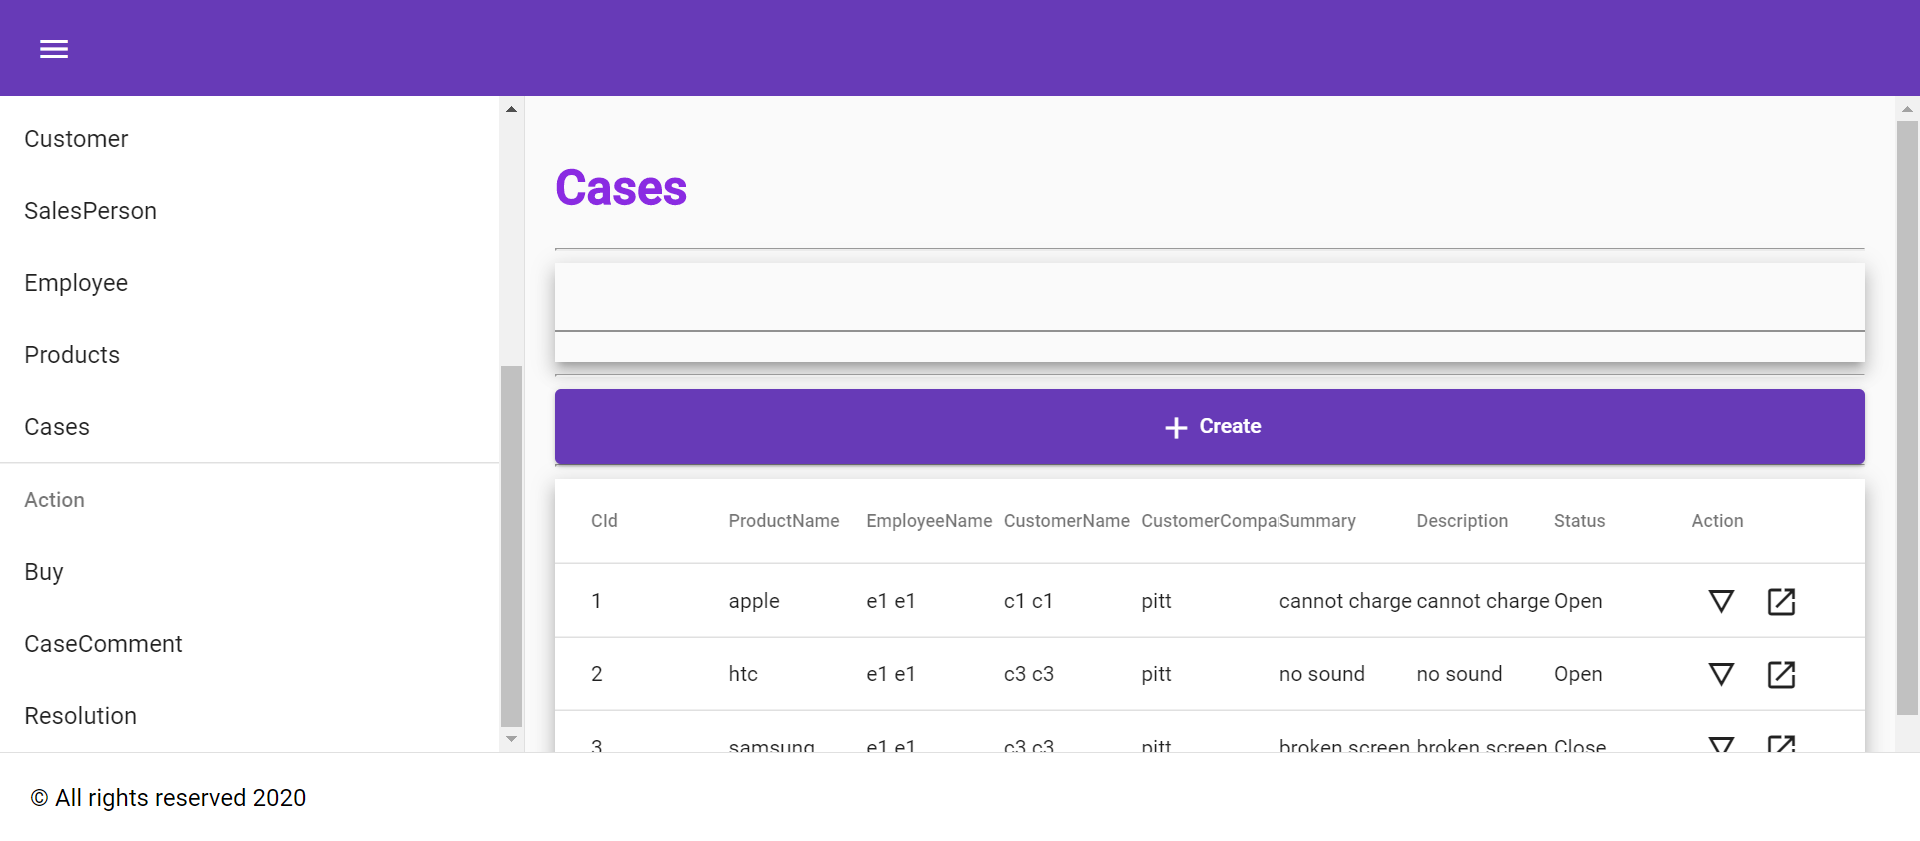 Customer
SalesPerson
Employee
Products
Cases
Action
Buy
CaseComment
Resolution
Cases
Create
CId ProductName EmployeeName CustomerName CustomerCompa Summary Description Status Action
1 apple e1 e1 c1 c1 pitt cannot charge cannot charge Open
2 htc e1 e1 c3 c3 pitt no sound no sound Open
3 samsung e1 e1 c3 c3 pitt broken screen broken screen Close
© All rights reserved 2020